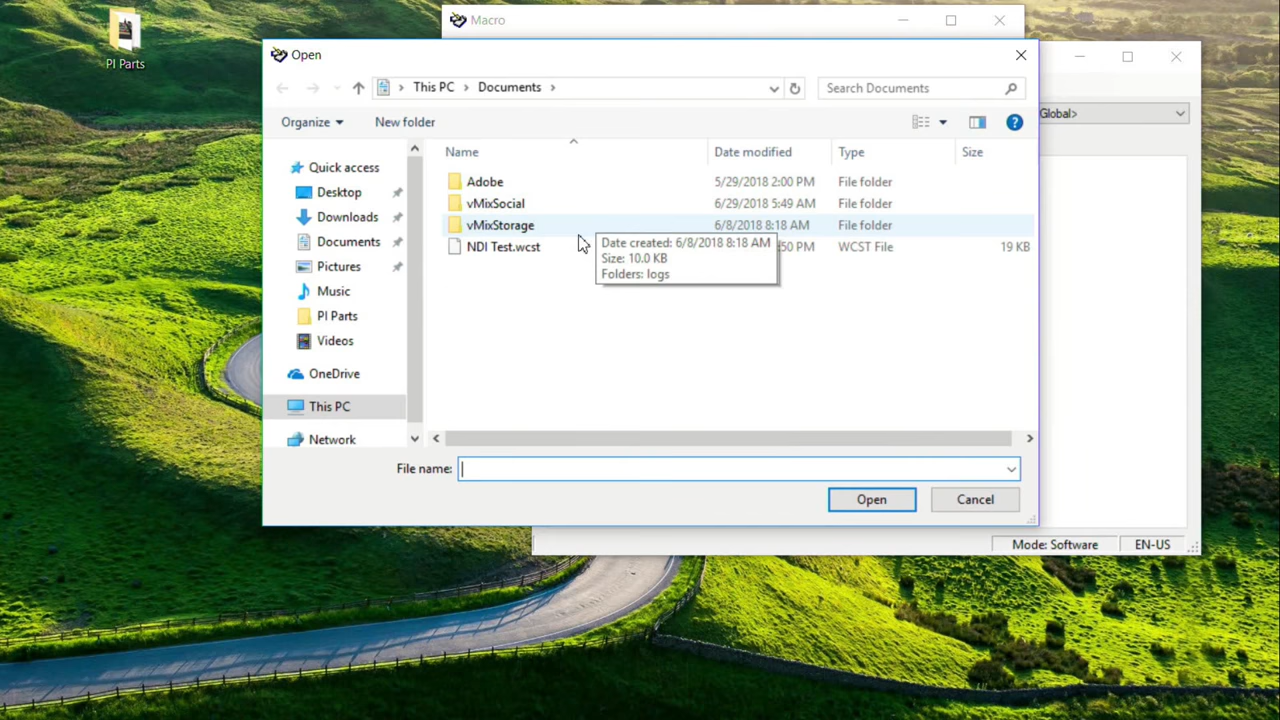 PI Parts
Macro
Open
This PC
Documents
Search Documents
Organize
New folder
Global>
Name
Date modified
Type
Size
Quick access
Desktop
Downloads
Documents
Pictures
Music
PI Parts
Videos
OneDrive
This PC
Network
Adobe 5/29/2018 2:00 PM File folder
vMixSocial 6/29/2018 5:49 AM File folder
vMixStorage 6/8/2018 8:18 AM File folder
NDI Test.wcst :50 PM WCST File 19 KB
Date created: 6/8/2018 8:18 AM
Size: 10.0 KB
Folders: logs
File name:
Open
Cancel
Mode: Software
EN-US